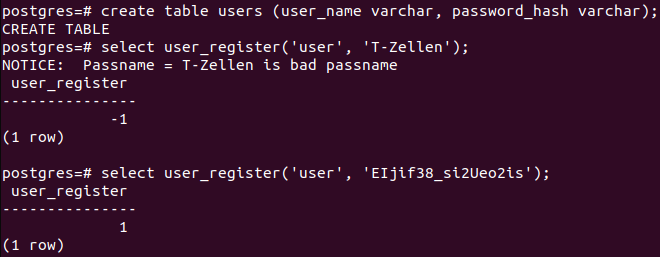 postgres=# create table users (user_name varchar, password_hash varchar);
CREATE TABLE
postgres=# select user_register('user', 'T-Zellen');
NOTICE:  Passname = T-Zellen is bad passname
 user_register
---------------
            -1
(1 row)

postgres=# select user_register('user', 'EIjif38_si2Ueo2is');
 user_register
---------------
             1
(1 row)